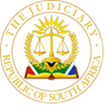 THE JUDICIARY
REPUBLIC OF SOUTH AFRICA